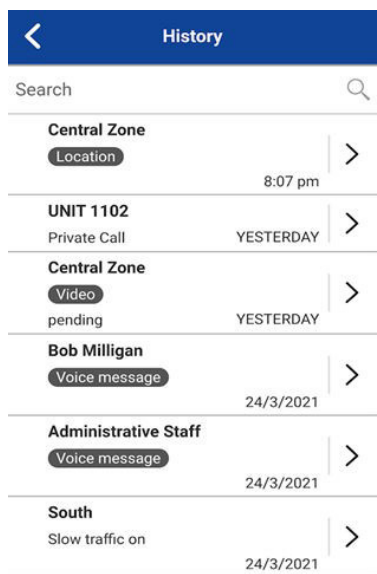 History
Search
Central Zone
Location
8:07 pm
UNIT 1102
Private Call YESTERDAY
Central Zone
Video
pending YESTERDAY
Bob Milligan
Voice message
24/3/2021
Administrative Staff
Voice message
24/3/2021
South
Slow traffic on
24/3/2021